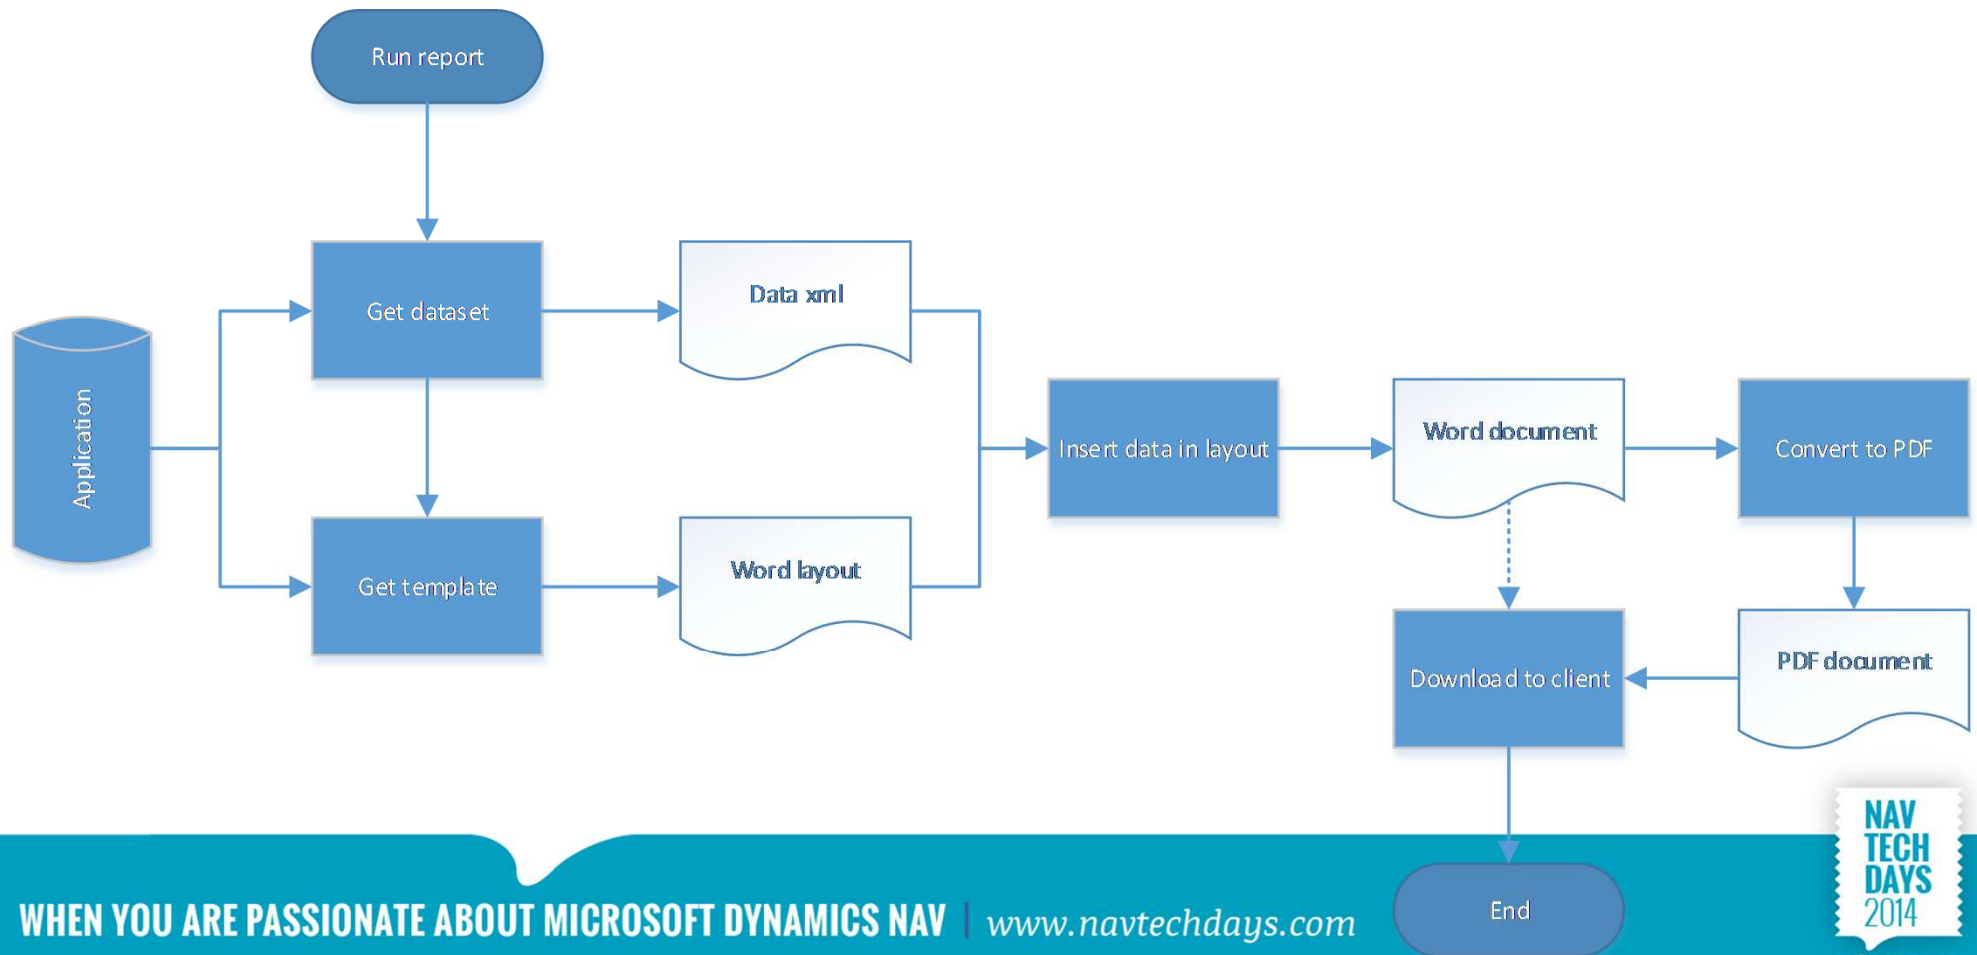 Run report
Get dataset
Data xml
Application
Insert data in layout
Word document
Convert to PDF
Get template
Word layout
Download to client
PDF document
End
WHEN YOU ARE PASSIONATE ABOUT MICROSOFT DYNAMICS NAV | www.navtechdays.com
NAV
TECH
DAYS
2014